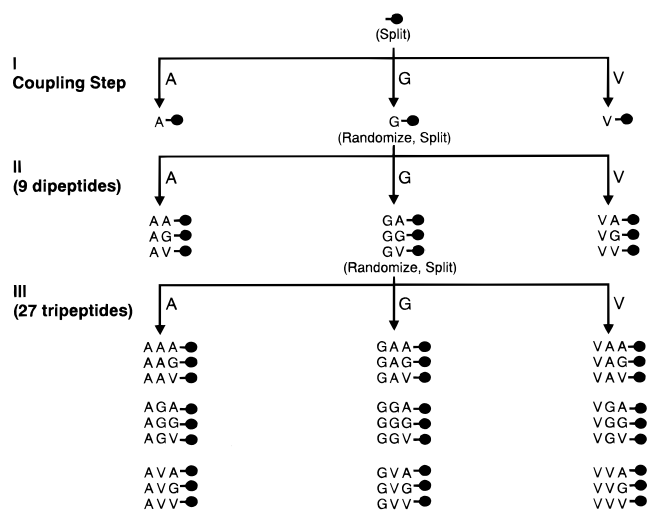 (Split)
I
Coupling Step
A G V
A G V
(Randomize, Split)
II
(9 dipeptides)
A G V
AA GA VA
AG GG VG
AV GV VV
(Randomize, Split)
III
(27 tripeptides)
A G V
AAA GAA VAA
AAG GAG VAG
AAV GAV VAV
AGA GGA VGA
AGG GGG VGG
AGV GGV VGV
AVA GVA VVA
AVG GVG VVG
AVV GVV VVV